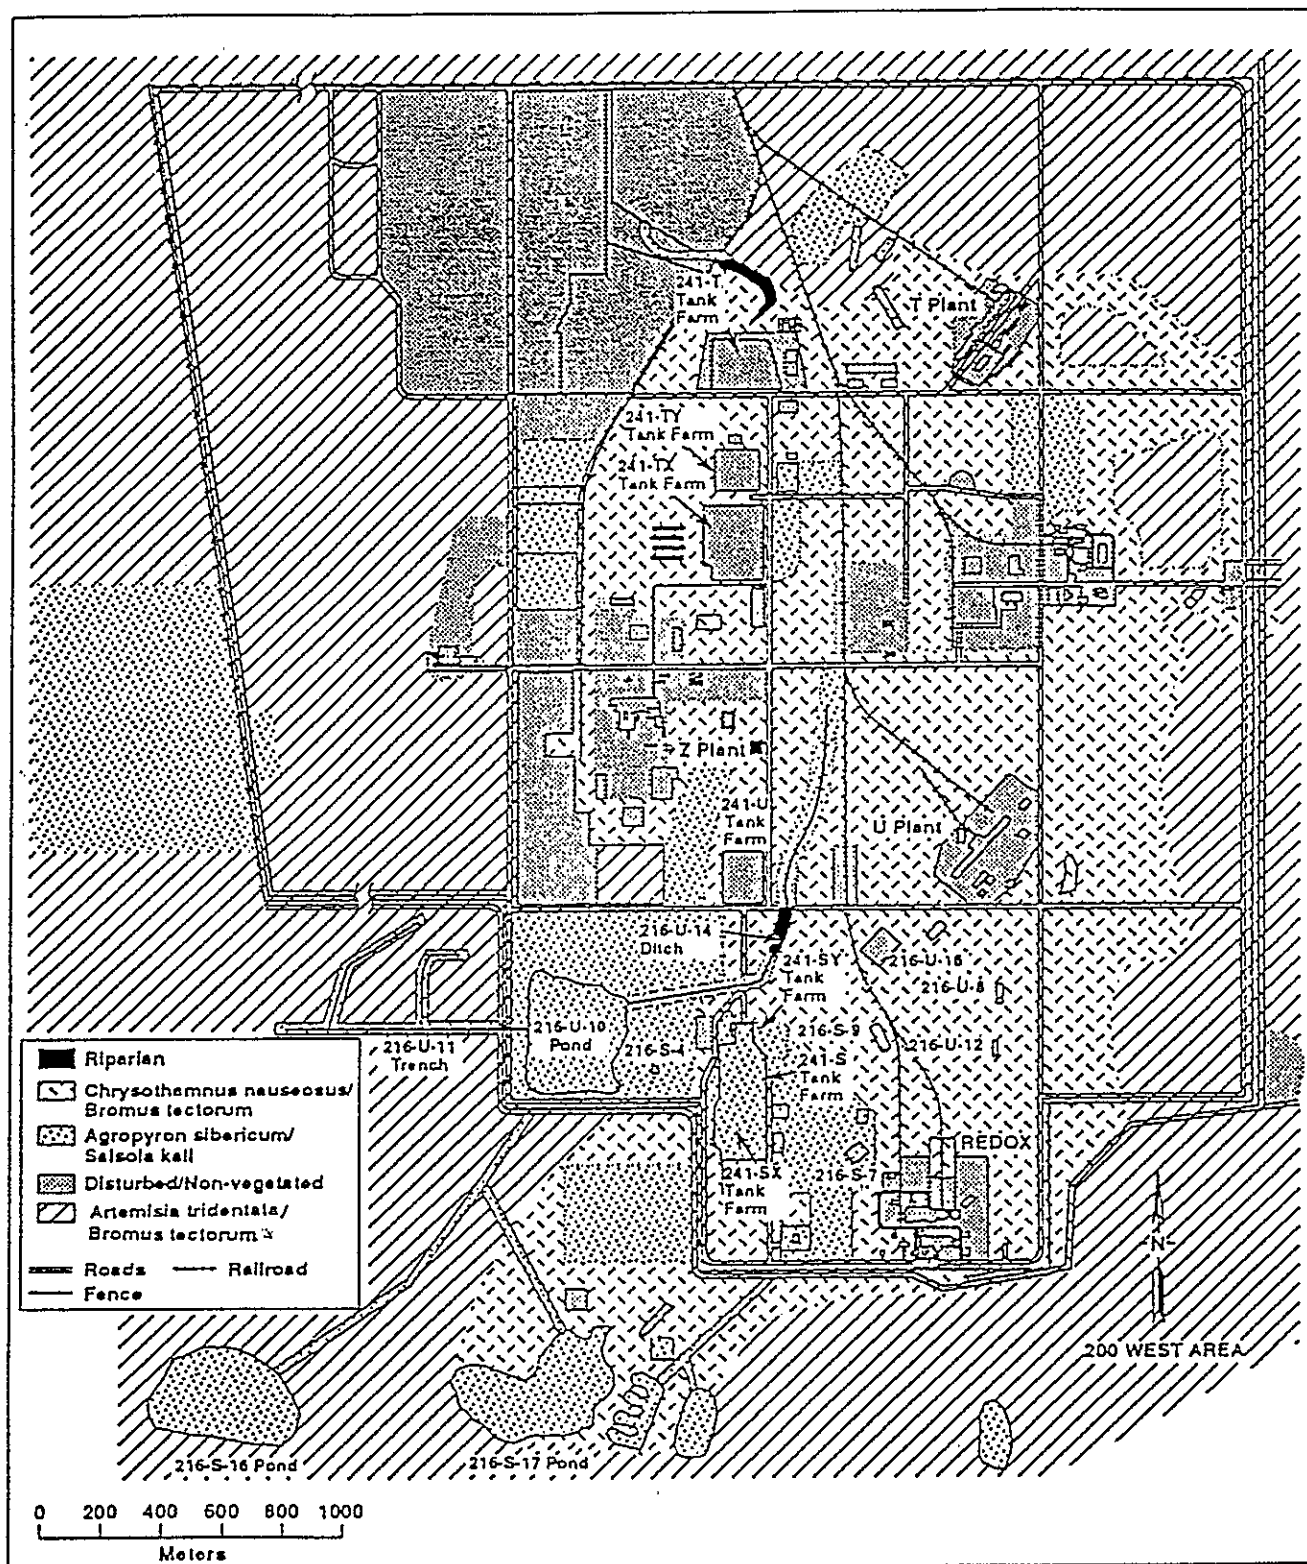 241-T
Tank
Farm
T Plant
241-TY
Tank Farm
241-TX
Tank Farm
Z Plant
241-U
Tank
Farm
U Plant
216-U-14
Ditch
241-SY
Tank
Farm
216-U-16
216-U-8
216-U-10
Pond
216-S-4
216-S-9
216-U-12
216-U-11
Trench
241-S
Tank
Farm
REDOX
241-SX
Tank
Farm
216-S-7
Riparian
Chrysothamnus nauseosus/
Bromus tectorum
Agropyron sibericum/
Salsola kali
Disturbed/Non-vegetated
Artemisia tridentata/
Bromus tectorum
Roads
Railroad
Fence
N
200 WEST AREA
216-S-16 Pond
216-S-17 Pond
0 200 400 600 800 1000
Meters